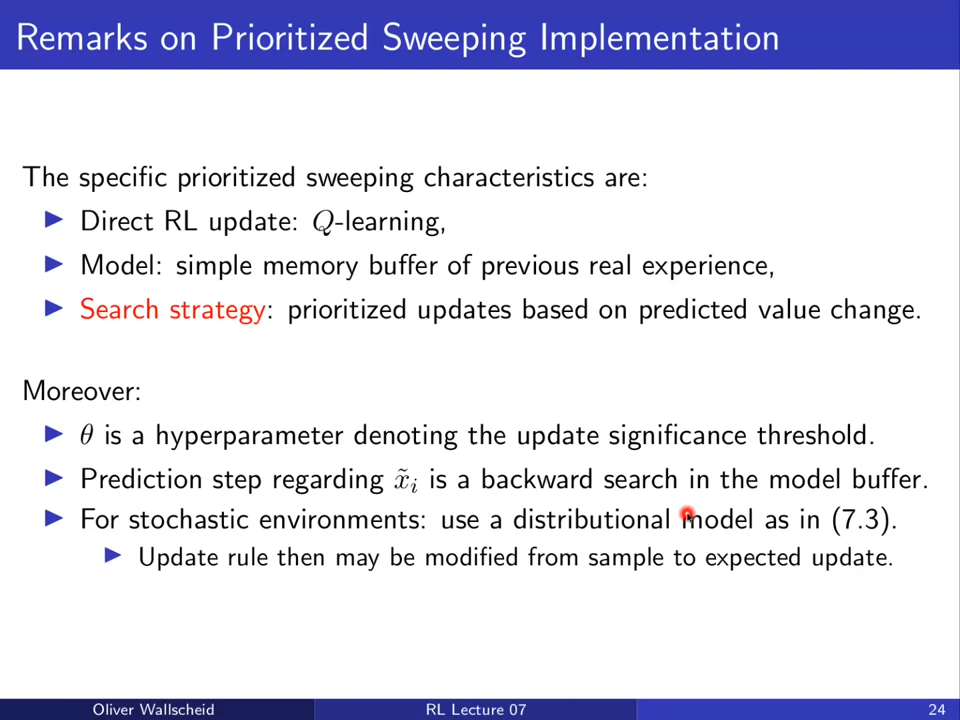 Remarks on Prioritized Sweeping Implementation
The specific prioritized sweeping characteristics are:
▶ Direct RL update: Q-learning,
▶ Model: simple memory buffer of previous real experience,
▶ Search strategy: prioritized updates based on predicted value change.
Moreover:
▶ θ is a hyperparameter denoting the update significance threshold.
▶ Prediction step regarding x̃ᵢ is a backward search in the model buffer.
▶ For stochastic environments: use a distributional model as in (7.3).
▶ Update rule then may be modified from sample to expected update.
Oliver Wallscheid RL Lecture 07 24